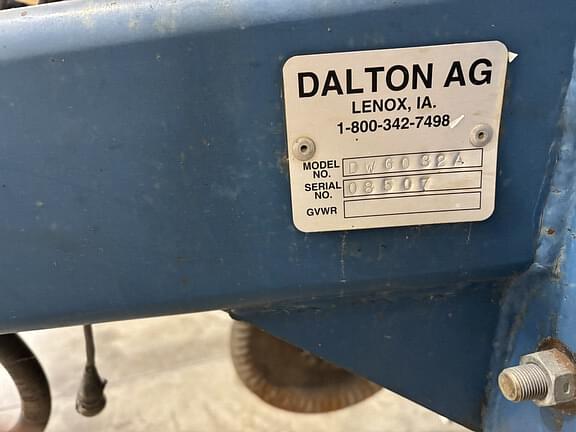 DALTON AG
LENOX, IA.
1-800-342-7498
MODEL NO. DW6032A
SERIAL NO. 08507
GVWR